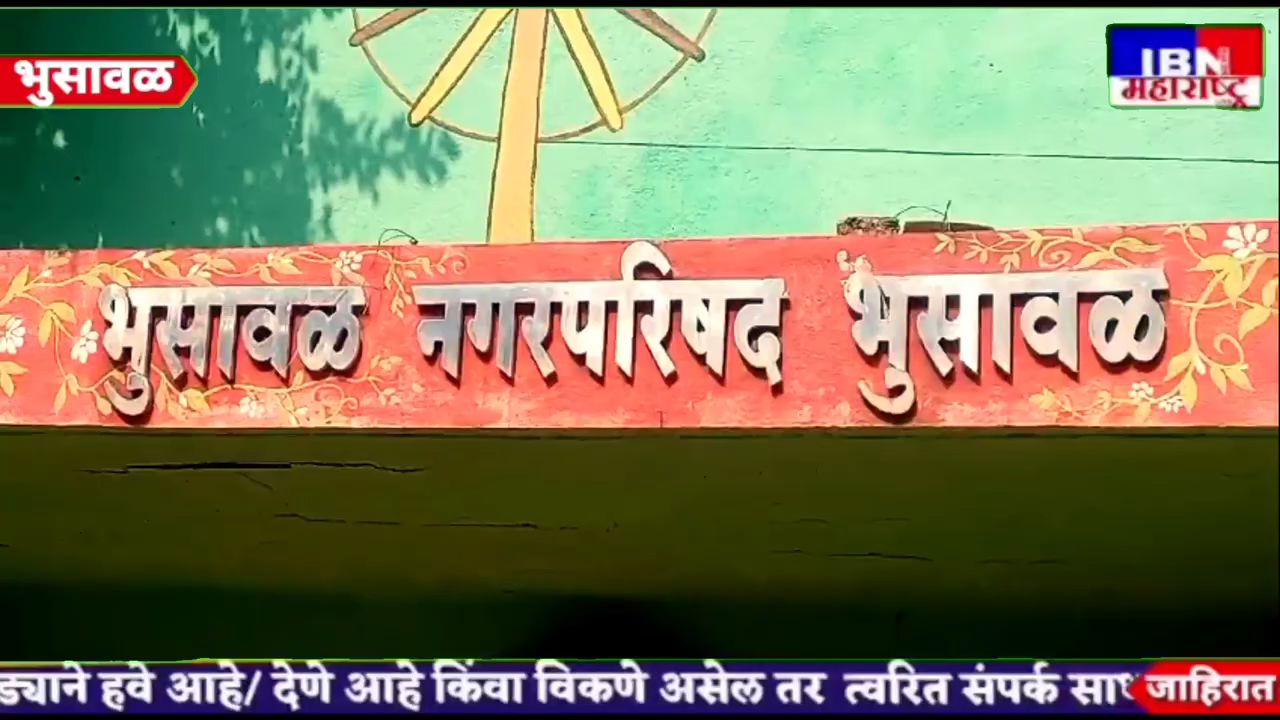 भुसावळ
IBN
महाराष्ट्र
भुसावळ नगरपरिषद भुसावळ
ड्याने हवे आहे/ देणे आहे किंवा विकणे असेल तर त्वरित संपर्क
जाहिरात